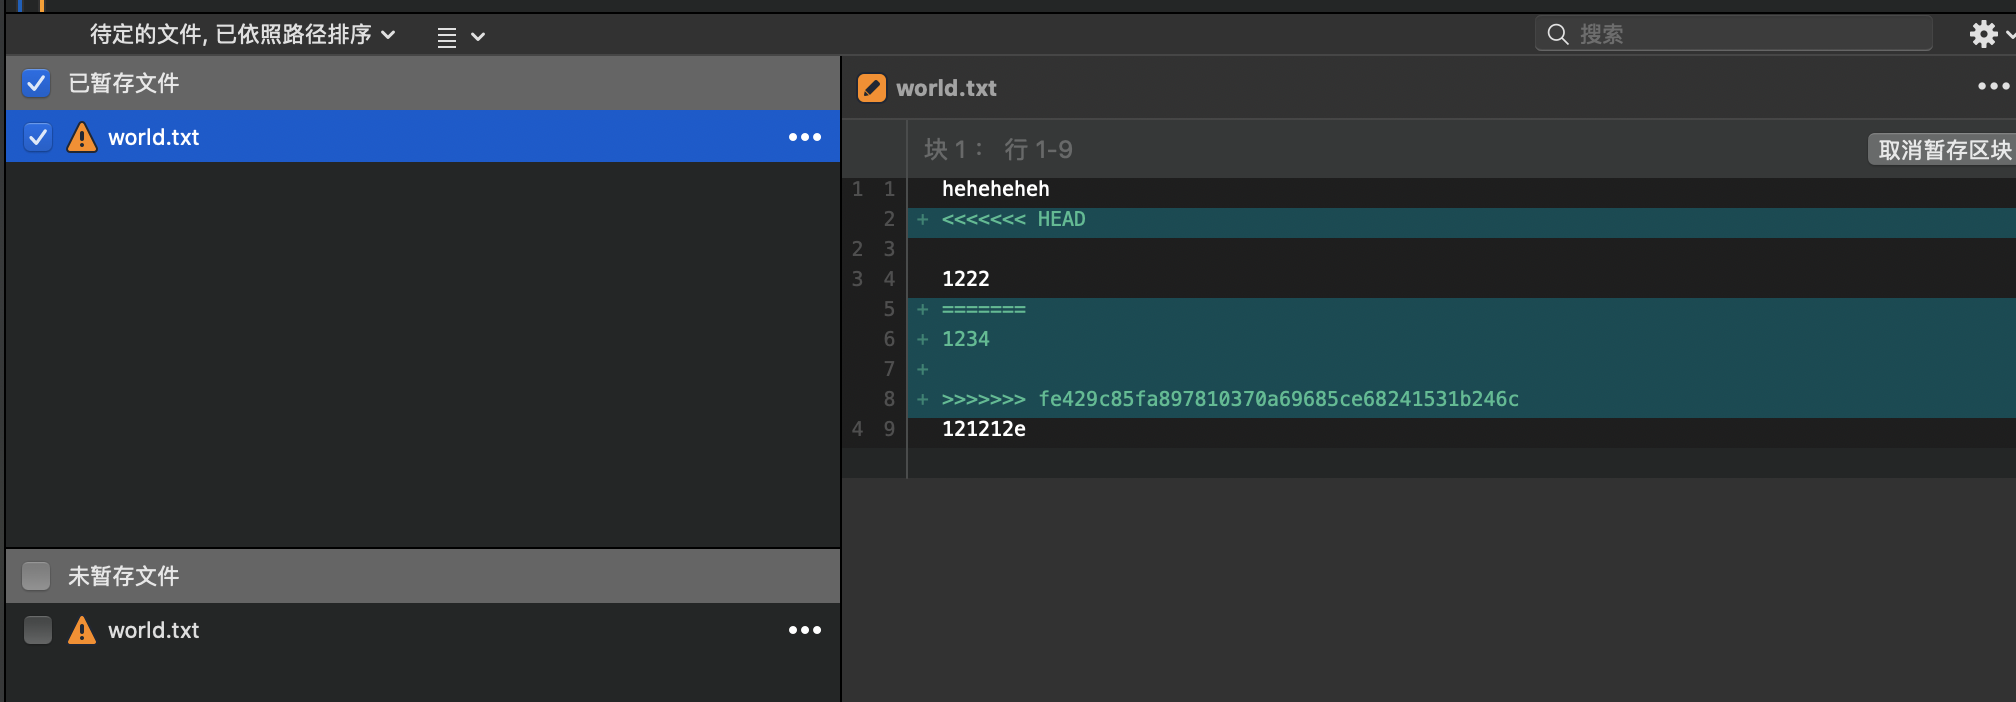 待定的文件, 已依照路径排序
搜索
已暂存文件
world.txt
未暂存文件
world.txt
world.txt
块 1： 行 1-9
取消暂存区块
1 1 heheheheh
2 + <<<<<<< HEAD
2 3
3 4 1222
5 + =======
6 + 1234
7 +
8 + >>>>>>> fe429c85fa897810370a69685ce68241531b246c
4 9 121212e